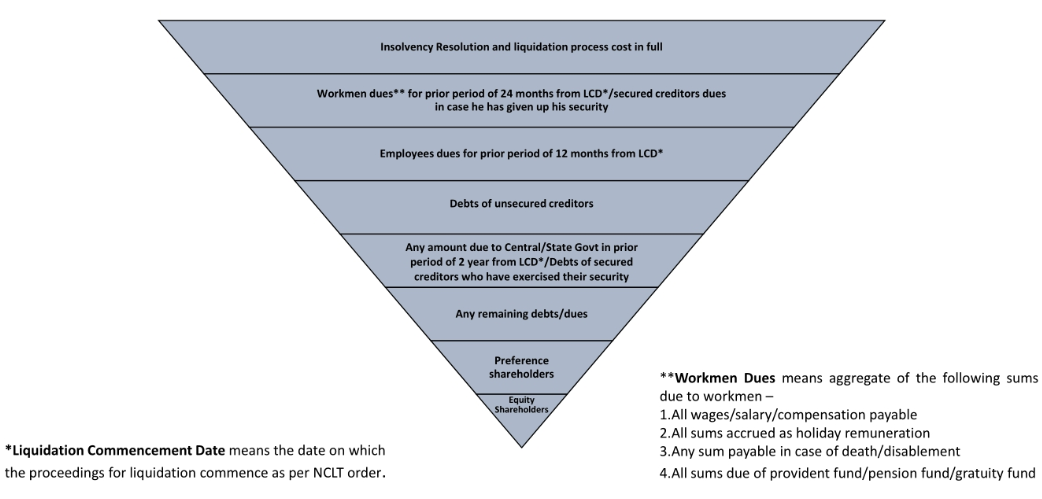 Insolvency Resolution and liquidation process cost in full
Workmen dues** for prior period of 24 months from LCD*/secured creditors dues
in case he has given up his security
Employees dues for prior period of 12 months from LCD*
Debts of unsecured creditors
Any amount due to Central/State Govt in prior
period of 2 year from LCD*/Debts of secured
creditors who have exercised their security
Any remaining debts/dues
Preference
shareholders
Equity
Shareholders
*Liquidation Commencement Date means the date on which
the proceedings for liquidation commence as per NCLT order.
**Workmen Dues means aggregate of the following sums
due to workmen –
1.All wages/salary/compensation payable
2.All sums accrued as holiday remuneration
3.Any sum payable in case of death/disablement
4.All sums due of provident fund/pension fund/gratuity fund